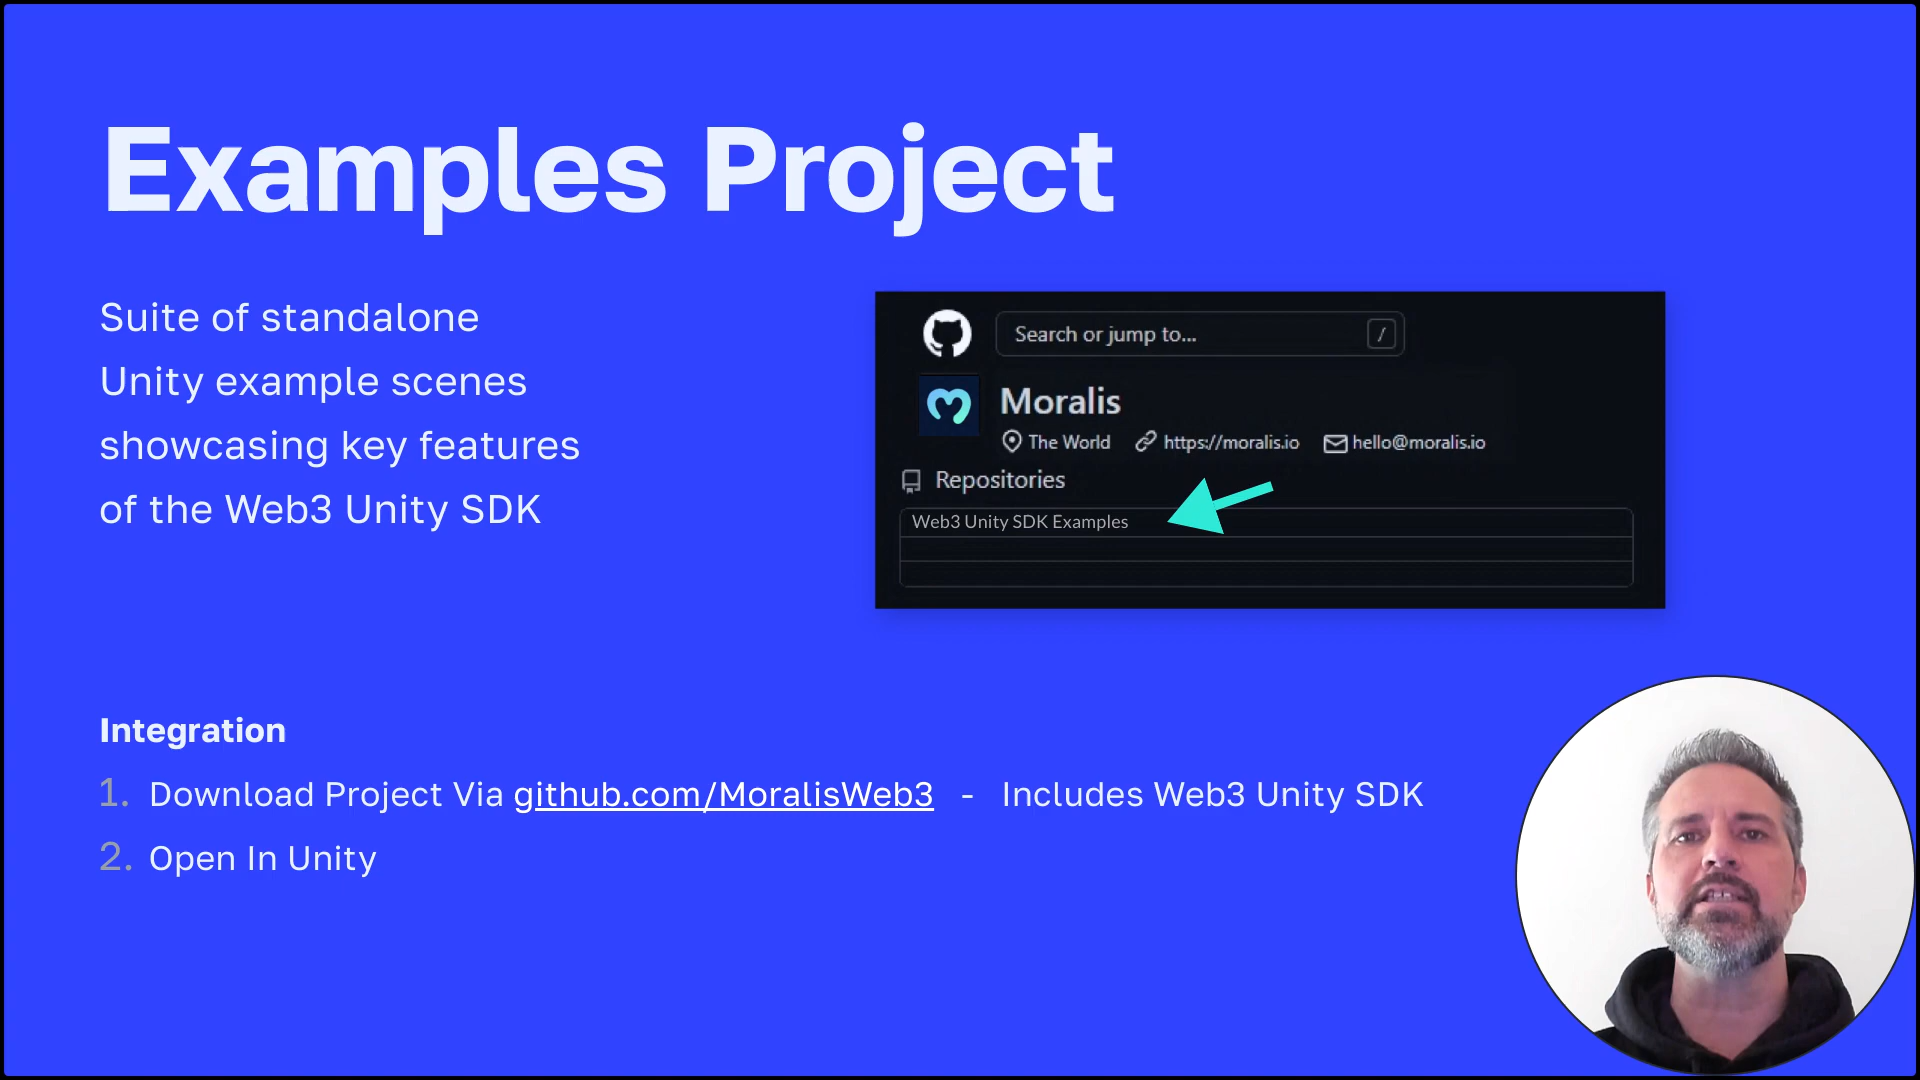 Examples Project
Suite of standalone
Unity example scenes
showcasing key features
of the Web3 Unity SDK
Search or jump to... /
Moralis
The World https://moralis.io hello@moralis.io
Repositories
Web3 Unity SDK Examples
Integration
1. Download Project Via github.com/MoralisWeb3 - Includes Web3 Unity SDK
2. Open In Unity